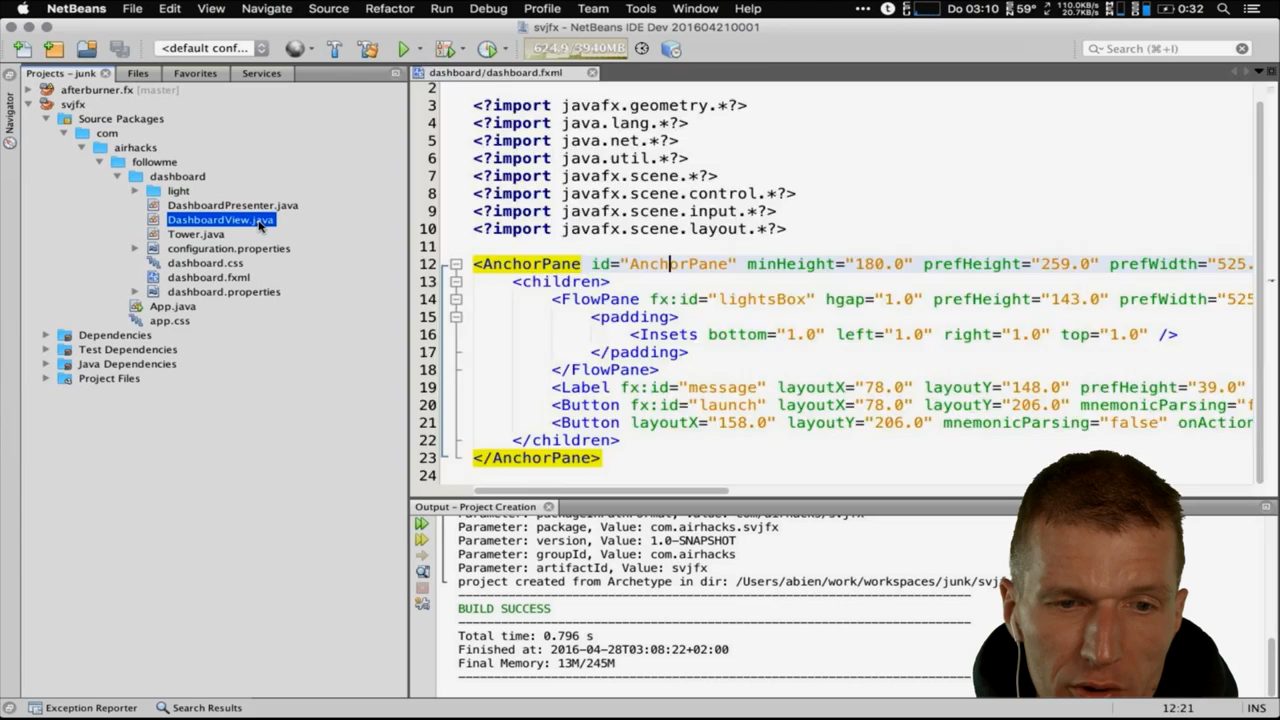 NetBeans File Edit View Navigate Source Refactor Run Debug Profile Team Tools Window Help ••• Do 03:10 59° 110.0KB 20.7KB 0:32
svjfx - NetBeans IDE Dev 201604210001
<default conf... 624,9/3940MB Search (⌘+I)
Projects – junk Files Favorites Services
afterburner.fx [master]
svjfx
Source Packages
com
airhacks
followme
dashboard
light
DashboardPresenter.java
DashboardView.java
Tower.java
configuration.properties
dashboard.css
dashboard.fxml
dashboard.properties
App.java
app.css
Dependencies
Test Dependencies
Java Dependencies
Project Files
Navigator
dashboard/dashboard.fxml
2
3 <?import javafx.geometry.*?>
4 <?import java.lang.*?>
5 <?import java.net.*?>
6 <?import java.util.*?>
7 <?import javafx.scene.*?>
8 <?import javafx.scene.control.*?>
9 <?import javafx.scene.input.*?>
10 <?import javafx.scene.layout.*?>
11
12 <AnchorPane id="AnchorPane" minHeight="180.0" prefHeight="259.0" prefWidth="525.
13 <children>
14 <FlowPane fx:id="lightsBox" hgap="1.0" prefHeight="143.0" prefWidth="525
15 <padding>
16 <Insets bottom="1.0" left="1.0" right="1.0" top="1.0" />
17 </padding>
18 </FlowPane>
19 <Label fx:id="message" layoutX="78.0" layoutY="148.0" prefHeight="39.0"
20 <Button fx:id="launch" layoutX="78.0" layoutY="206.0" mnemonicParsing="f
21 <Button layoutX="158.0" layoutY="206.0" mnemonicParsing="false" onAction
22 </children>
23 </AnchorPane>
24
Output – Project Creation
Parameter: package, Value: com.airhacks
Parameter: version, Value: 1.0-SNAPSHOT
Parameter: groupId, Value: com.airhacks
Parameter: artifactId, Value: svjfx
project created from Archetype in dir: /Users/abien/work/workspaces/junk/svj
BUILD SUCCESS
Total time: 0.796 s
Finished at: 2016-04-28T03:08:22+02:00
Final Memory: 13M/245M
Exception Reporter Search Results 12:21 INS